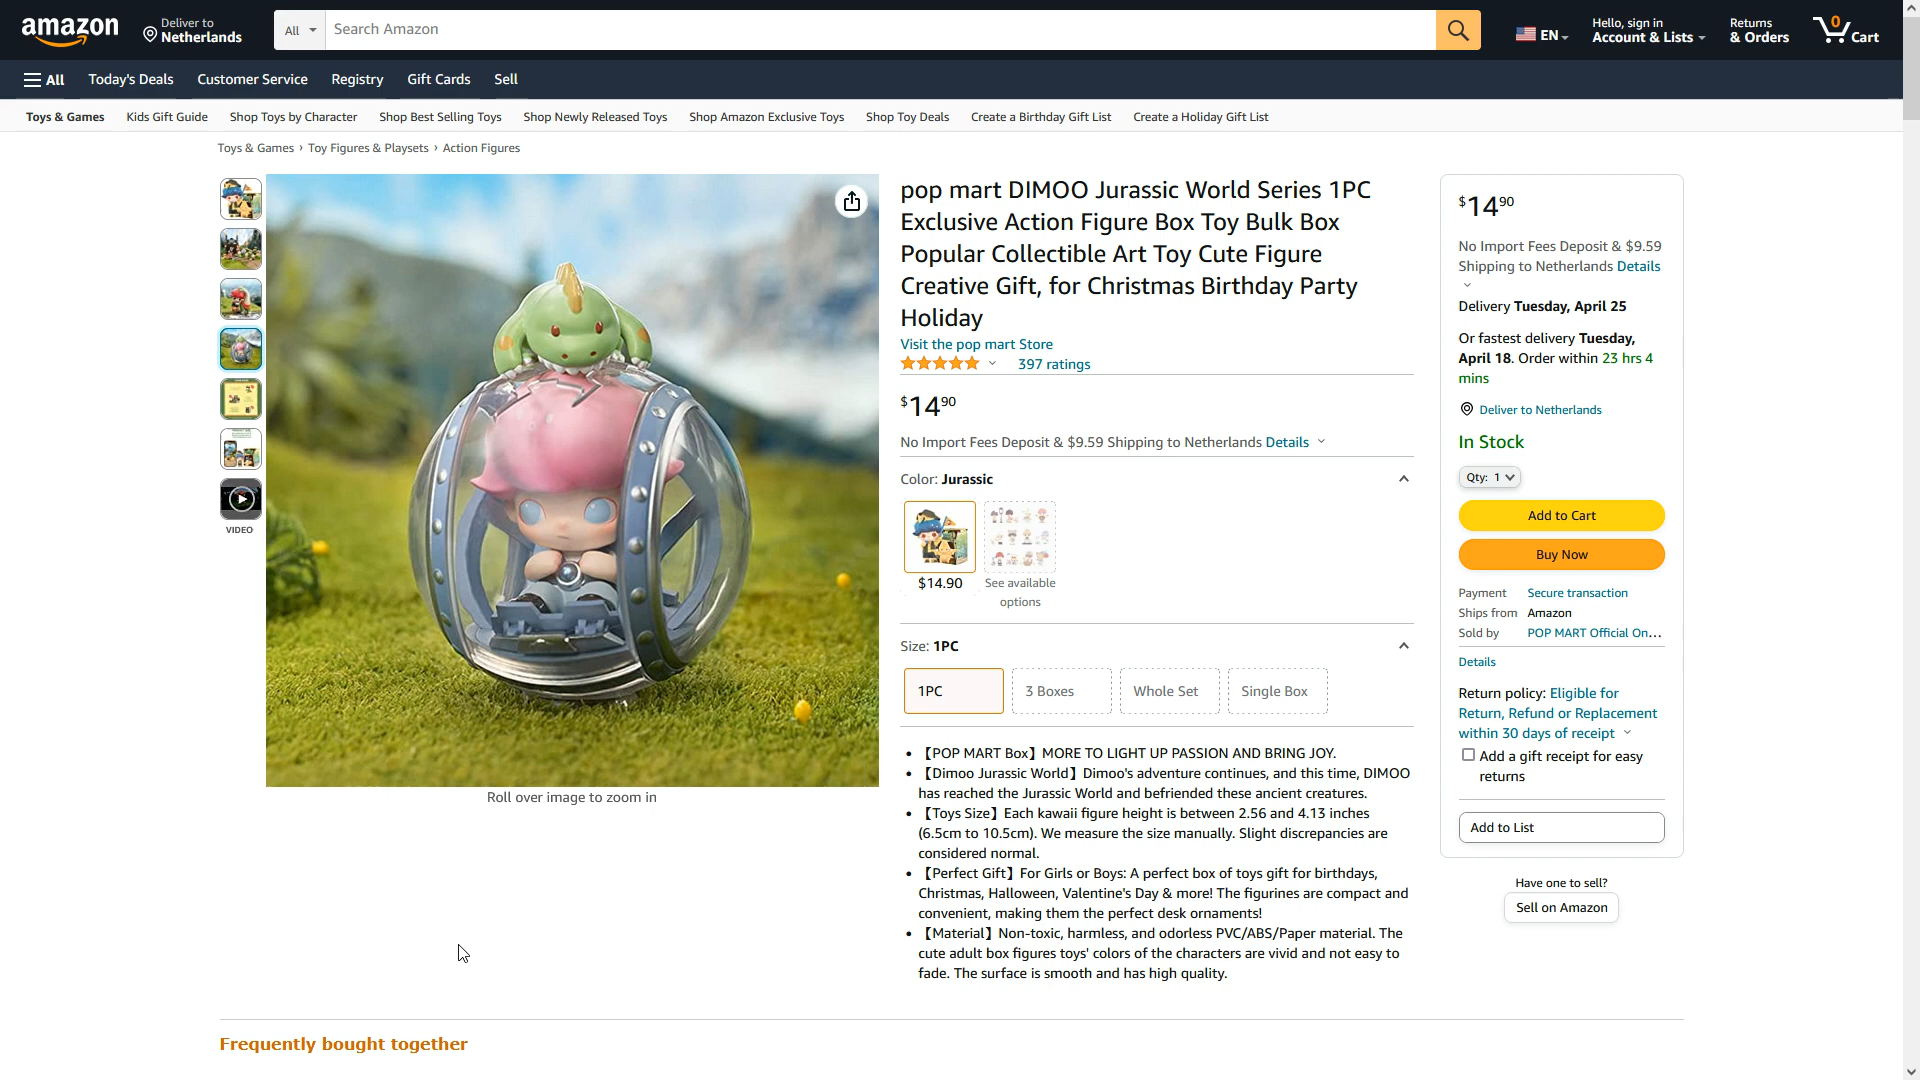 amazon
Deliver to
Netherlands
All
Search Amazon
EN
Hello, sign in
Account & Lists
Returns
& Orders
0
Cart
All
Today's Deals
Customer Service
Registry
Gift Cards
Sell
Toys & Games
Kids Gift Guide
Shop Toys by Character
Shop Best Selling Toys
Shop Newly Released Toys
Shop Amazon Exclusive Toys
Shop Toy Deals
Create a Birthday Gift List
Create a Holiday Gift List
Toys & Games › Toy Figures & Playsets › Action Figures
VIDEO
Roll over image to zoom in
pop mart DIMOO Jurassic World Series 1PC
Exclusive Action Figure Box Toy Bulk Box
Popular Collectible Art Toy Cute Figure
Creative Gift, for Christmas Birthday Party
Holiday
Visit the pop mart Store
397 ratings
$14 90
No Import Fees Deposit & $9.59 Shipping to Netherlands Details
Color: Jurassic
$14.90
See available
options
Size: 1PC
1PC
3 Boxes
Whole Set
Single Box
• 【POP MART Box】MORE TO LIGHT UP PASSION AND BRING JOY.
• 【Dimoo Jurassic World】Dimoo's adventure continues, and this time, DIMOO
has reached the Jurassic World and befriended these ancient creatures.
• 【Toys Size】Each kawaii figure height is between 2.56 and 4.13 inches
(6.5cm to 10.5cm). We measure the size manually. Slight discrepancies are
considered normal.
• 【Perfect Gift】For Girls or Boys: A perfect box of toys gift for birthdays,
Christmas, Halloween, Valentine's Day & more! The figurines are compact and
convenient, making them the perfect desk ornaments!
• 【Material】Non-toxic, harmless, and odorless PVC/ABS/Paper material. The
cute adult box figures toys' colors of the characters are vivid and not easy to
fade. The surface is smooth and has high quality.
$14 90
No Import Fees Deposit & $9.59
Shipping to Netherlands Details
Delivery Tuesday, April 25
Or fastest delivery Tuesday,
April 18. Order within 23 hrs 4
mins
Deliver to Netherlands
In Stock
Qty: 1
Add to Cart
Buy Now
Payment Secure transaction
Ships from Amazon
Sold by POP MART Official On...
Details
Return policy: Eligible for
Return, Refund or Replacement
within 30 days of receipt
Add a gift receipt for easy
returns
Add to List
Have one to sell?
Sell on Amazon
Frequently bought together